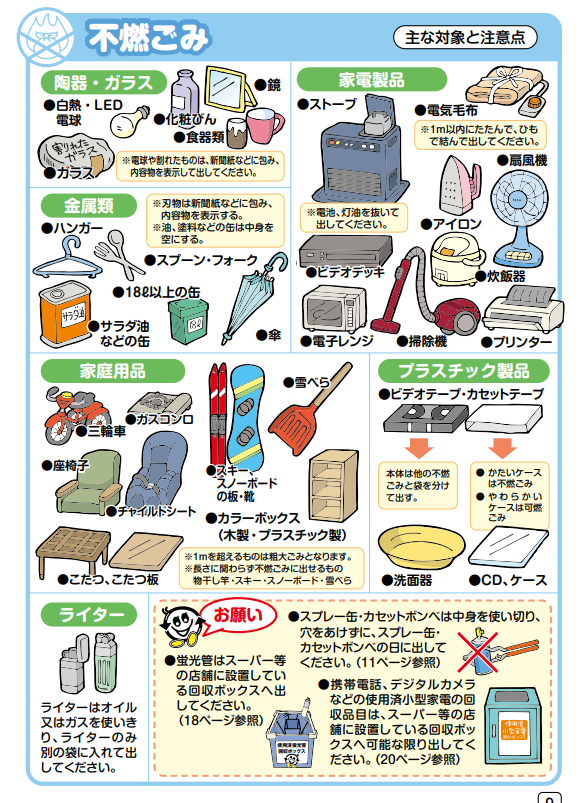 不燃ごみ
主な対象と注意点
陶器・ガラス
●白熱・LED
電球
●化粧びん
●鏡
●食器類
割れた
ガラス
●ガラス
※電球や割れたものは、新聞紙などに包み、
内容物を表示して出してください。
金属類
※刃物は新聞紙などに包み、
内容物を表示する。
※油、塗料などの缶は中身を
空にする。
●ハンガー
●スプーン・フォーク
●18ℓ以上の缶
サラダ油
18ℓ
●サラダ油
などの缶
●傘
家電製品
●ストーブ
●電気毛布
※1m以内にたたんで、ひも
で結んで出してください。
●扇風機
※電池、灯油を抜いて
出してください。
●アイロン
●ビデオデッキ
●炊飯器
●電子レンジ
●掃除機
●プリンター
家庭用品
●三輪車
●ガスコンロ
●雪べら
●座椅子
●チャイルドシート
●スキー
スノーボード
の板・靴
●カラーボックス
(木製・プラスチック製)
●こたつ、こたつ板
※1mを超えるものは粗大ごみとなります。
※長さに関わらず不燃ごみに出せるもの
物干し竿・スキー・スノーボード・雪べら
プラスチック製品
●ビデオテープ・カセットテープ
本体は他の不燃
ごみと袋を分け
て出す。
● かたいケース
は不燃ごみ
● やわらかい
ケースは可燃
ごみ
●洗面器
●CD、ケース
ライター
ライターはオイル
又はガスを使いき
り、ライターのみ
別の袋に入れて出
してください。
お願い
●蛍光管はスーパー等
の店舗に設置してい
る回収ボックスへ出
してください。
(18ページ参照)
使用済蛍光管
回収ボックス
●スプレー缶・カセットボンベは中身を使い切り、
穴をあけずに、スプレー缶・
カセットボンベの日に出して
ください。(11ページ参照)
●携帯電話、デジタルカメラ
などの使用済小型家電の回
収品目は、スーパー等の店
舗に設置している回収ボッ
クスへ可能な限り出してく
ださい。(20ページ参照)
使用済
小型家電
回収ボックス